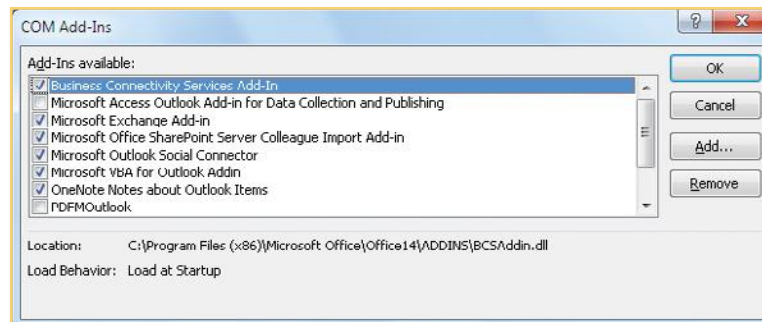 COM Add-Ins
Add-Ins available:
Business Connectivity Services Add-In
Microsoft Access Outlook Add-in for Data Collection and Publishing
Microsoft Exchange Add-in
Microsoft Office SharePoint Server Colleague Import Add-in
Microsoft Outlook Social Connector
Microsoft VBA for Outlook Addin
OneNote Notes about Outlook Items
PDFMOutlook
OK
Cancel
Add...
Remove
Location: C:\Program Files (x86)\Microsoft Office\Office14\ADDINS\BCSAddin.dll
Load Behavior: Load at Startup